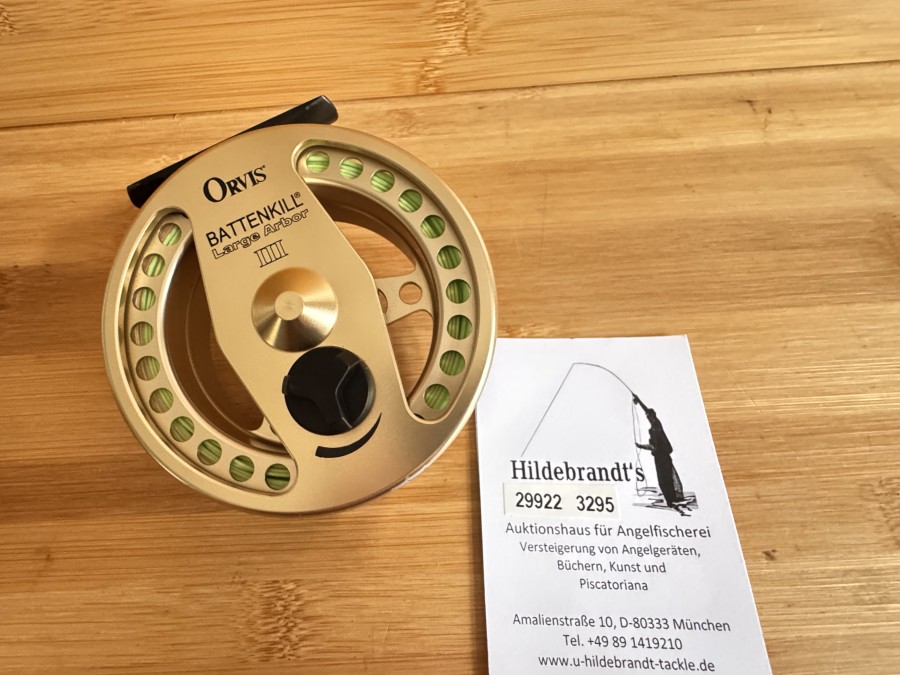 ORVIS®
BATTENKILL®
Large Arbor
IIII
Hildebrandt's
29922 3295
Auktionshaus für Angelfischerei
Versteigerung von Angelgeräten,
Büchern, Kunst und
Piscatoriana
Amalienstraße 10, D-80333 München
Tel. +49 89 1419210
www.u-hildebrandt-tackle.de